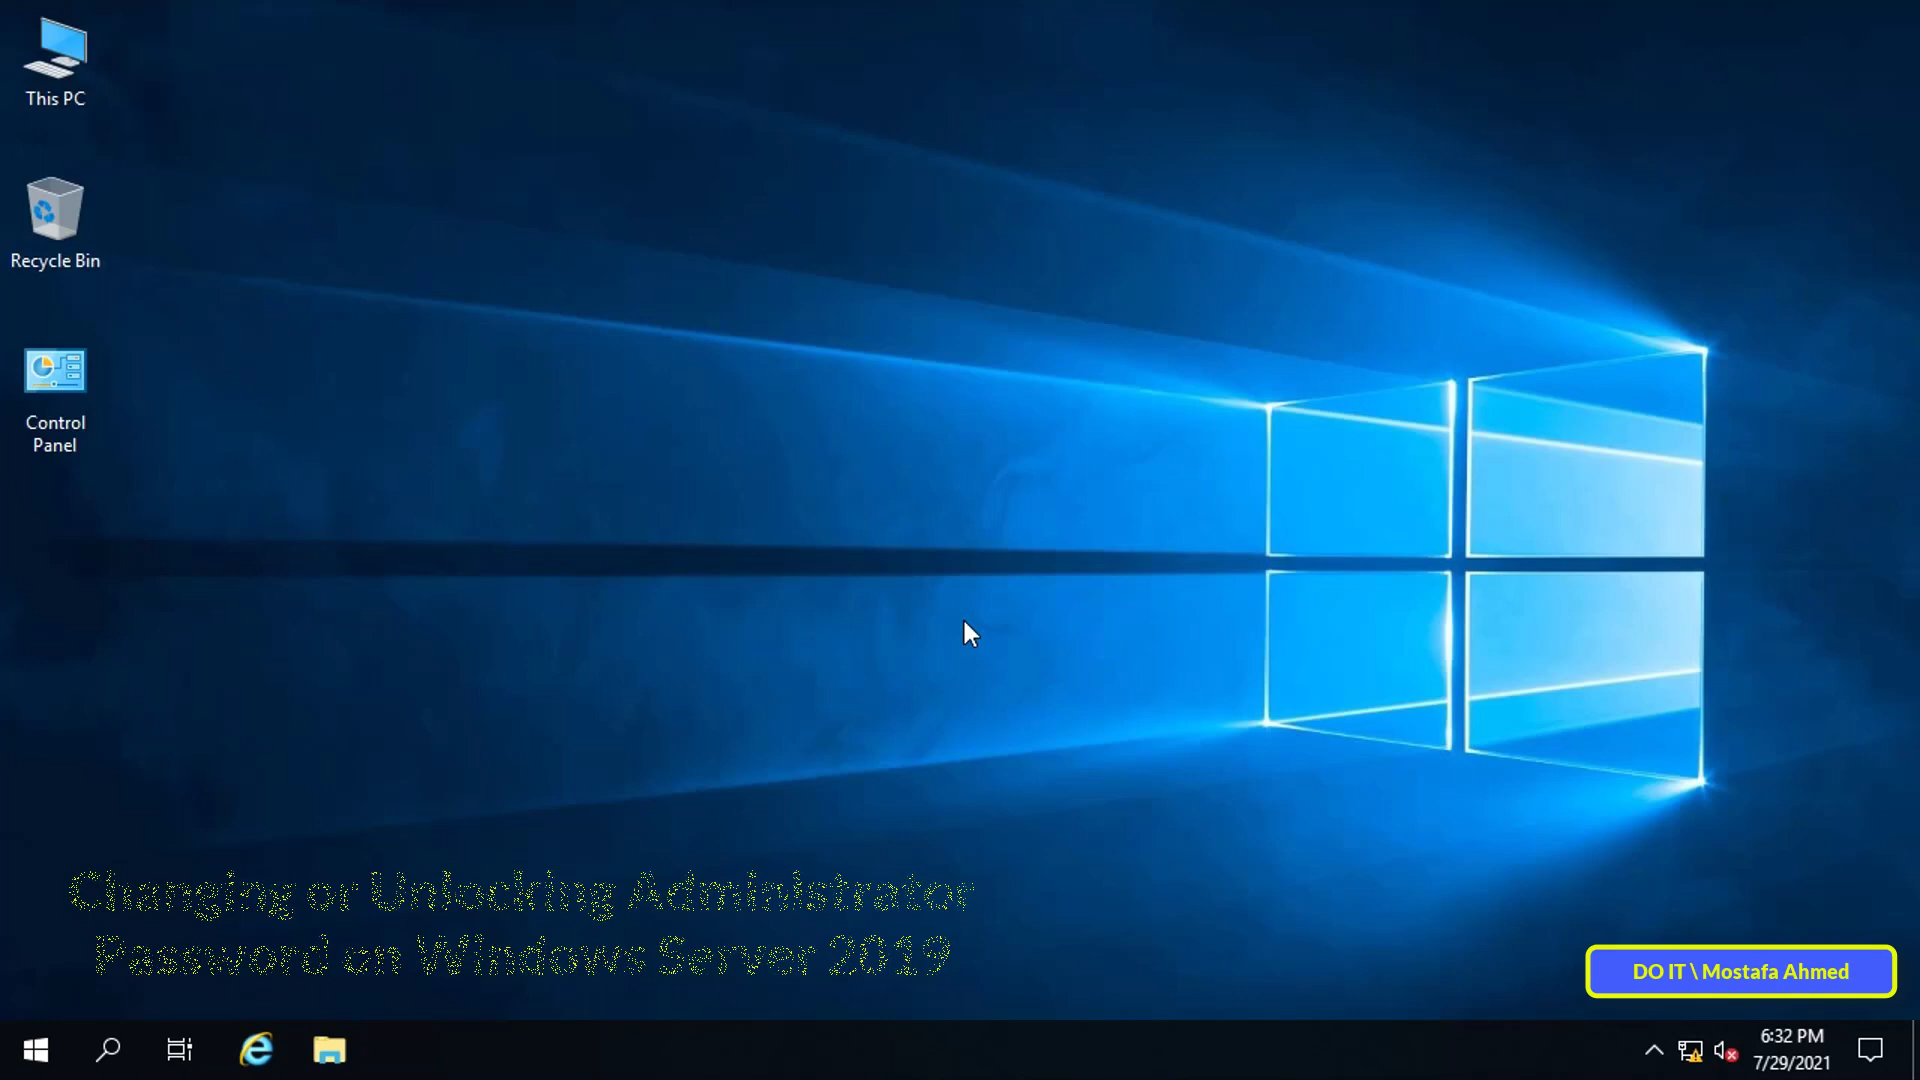 This PC
Recycle Bin
Control
Panel
Changing or Unlocking Administrator
Password on Windows Server 2019
DO IT \ Mostafa Ahmed
6:32 PM
7/29/2021